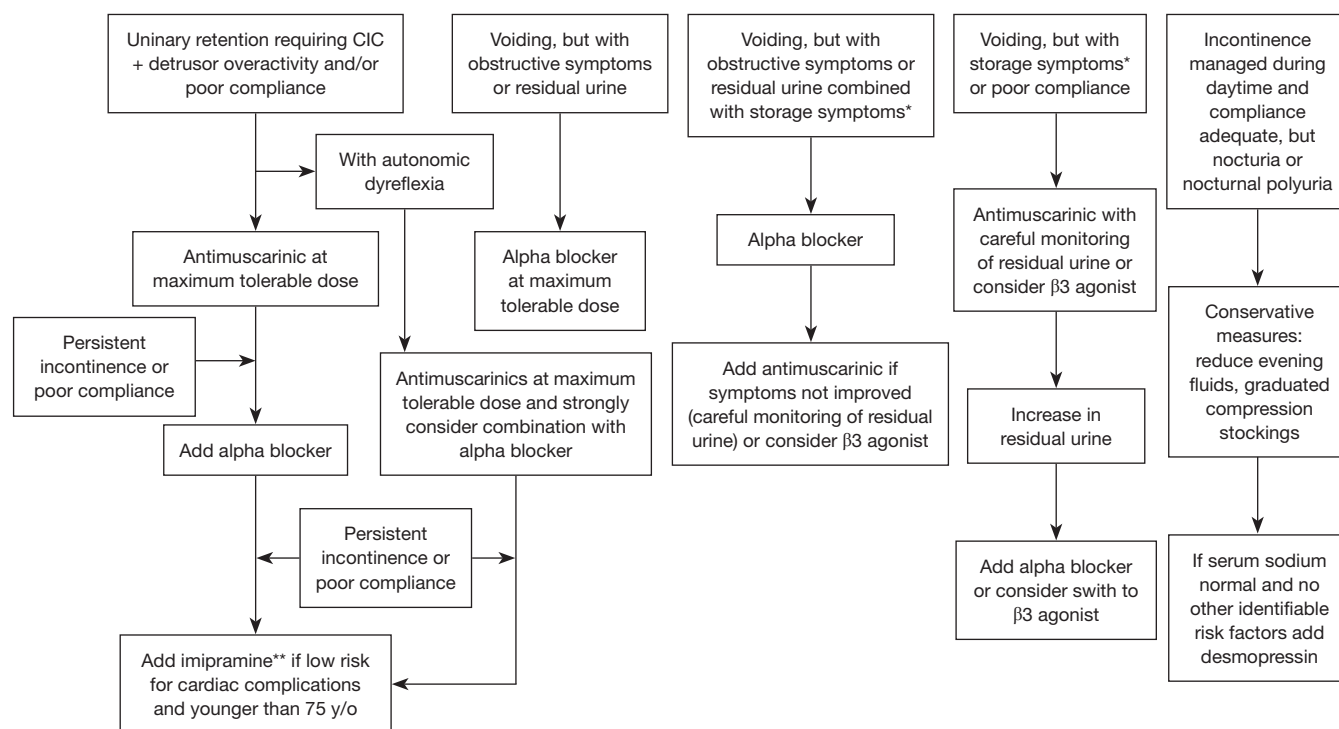 Uninary retention requiring CIC
+ detrusor overactivity and/or
poor compliance
With autonomic
dyreflexia
Antimuscarinic at
maximum tolerable dose
Persistent
incontinence or
poor compliance
Add alpha blocker
Antimuscarinics at maximum
tolerable dose and strongly
consider combination with
alpha blocker
Persistent
incontinence or
poor compliance
Add imipramine** if low risk
for cardiac complications
and younger than 75 y/o
Voiding, but with
obstructive symptoms
or residual urine
Alpha blocker
at maximum
tolerable dose
Voiding, but with
obstructive symptoms or
residual urine combined
with storage symptoms*
Alpha blocker
Add antimuscarinic if
symptoms not improved
(careful monitoring of residual
urine) or consider β3 agonist
Voiding, but with
storage symptoms*
or poor compliance
Antimuscarinic with
careful monitoring
of residual urine or
consider β3 agonist
Increase in
residual urine
Add alpha blocker
or consider swith to
β3 agonist
Incontinence
managed during
daytime and
compliance
adequate, but
nocturia or
nocturnal polyuria
Conservative
measures:
reduce evening
fluids, graduated
compression
stockings
If serum sodium
normal and no
other identifiable
risk factors add
desmopressin